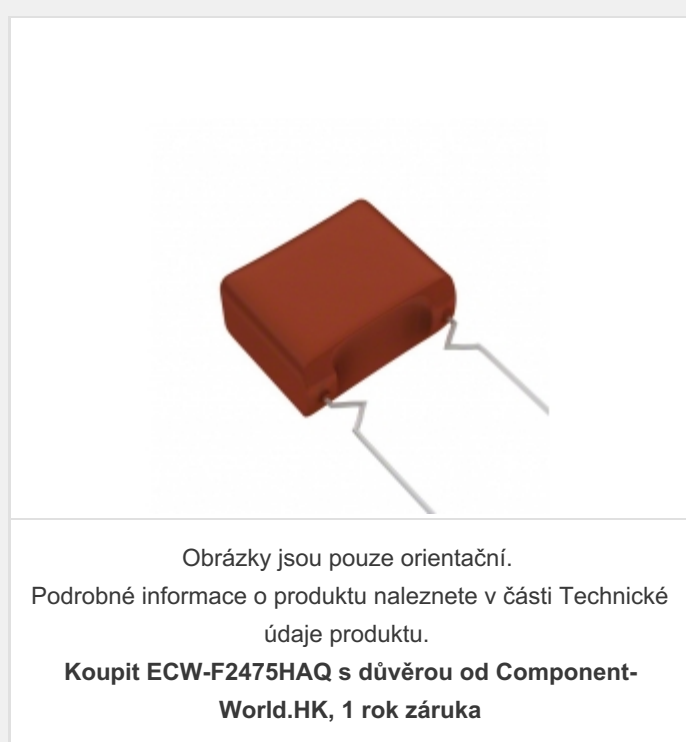 Obrázky jsou pouze orientační.
Podrobné informace o produktu naleznete v části Technické
údaje produktu.
Koupit ECW-F2475HAQ s důvěrou od Component-
World.HK, 1 rok záruka